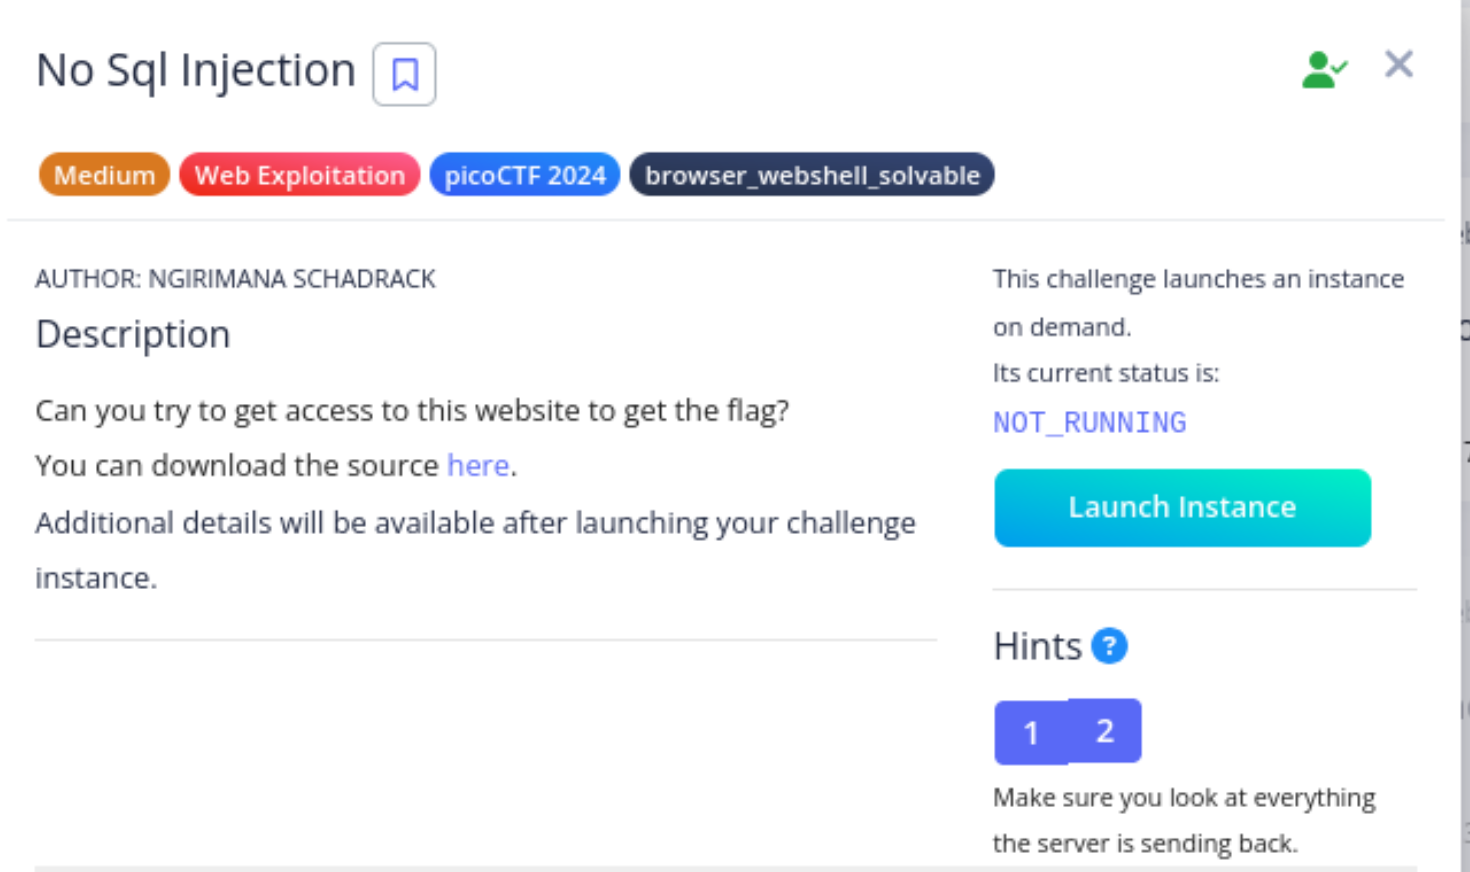 No Sql Injection
Medium Web Exploitation picoCTF 2024 browser_webshell_solvable
AUTHOR: NGIRIMANA SCHADRACK
Description
Can you try to get access to this website to get the flag?
You can download the source here.
Additional details will be available after launching your challenge
instance.
This challenge launches an instance
on demand.
Its current status is:
NOT_RUNNING
Launch Instance
Hints ?
1 2
Make sure you look at everything
the server is sending back.